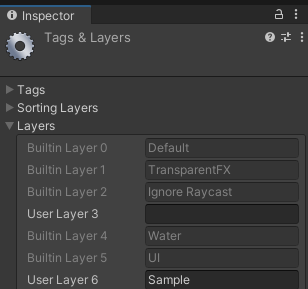 Inspector
Tags & Layers
Tags
Sorting Layers
Layers
Builtin Layer 0 Default
Builtin Layer 1 TransparentFX
Builtin Layer 2 Ignore Raycast
User Layer 3
Builtin Layer 4 Water
Builtin Layer 5 UI
User Layer 6 Sample